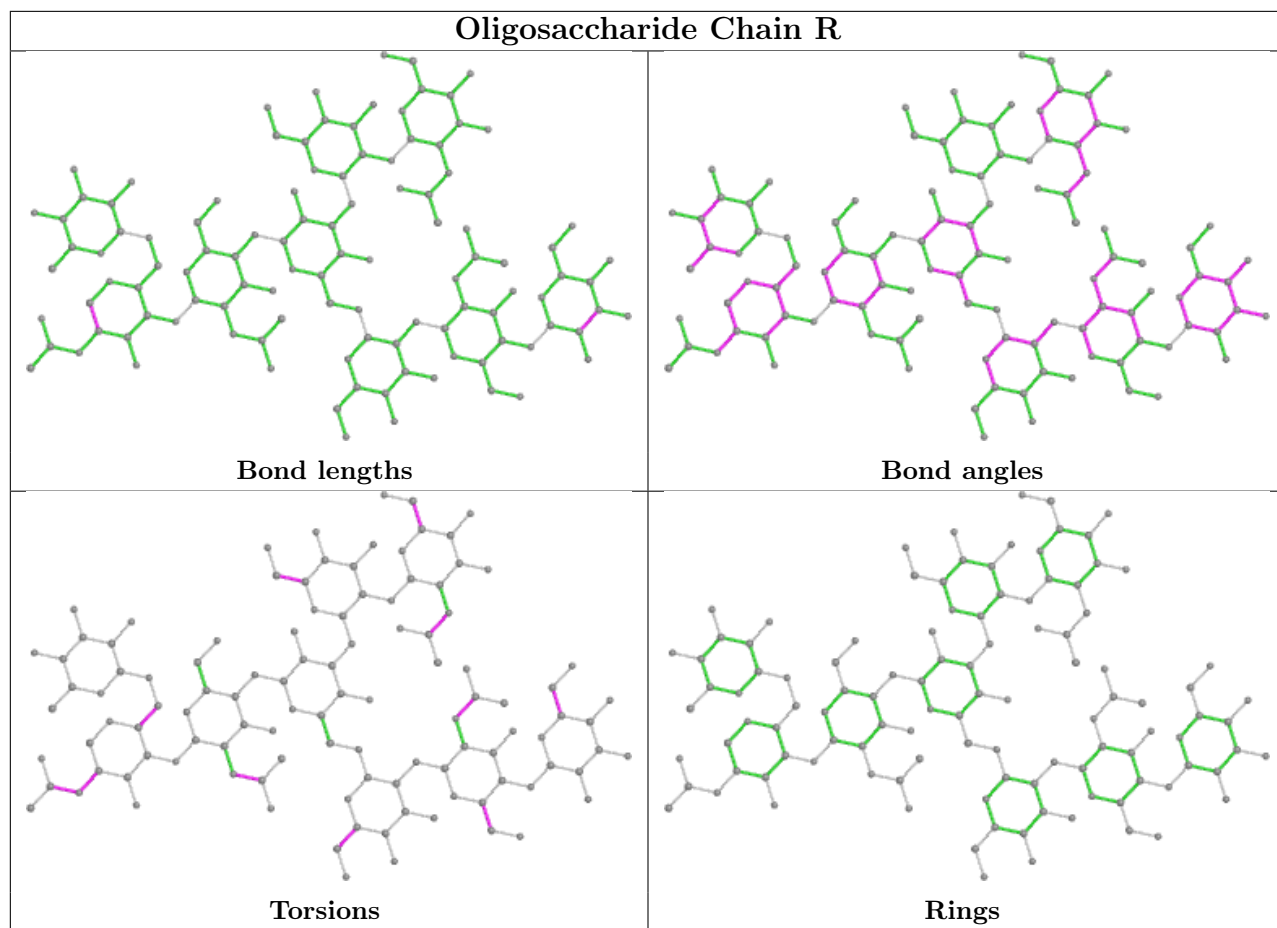 Oligosaccharide Chain R
Bond lengths
Bond angles
Torsions
Rings